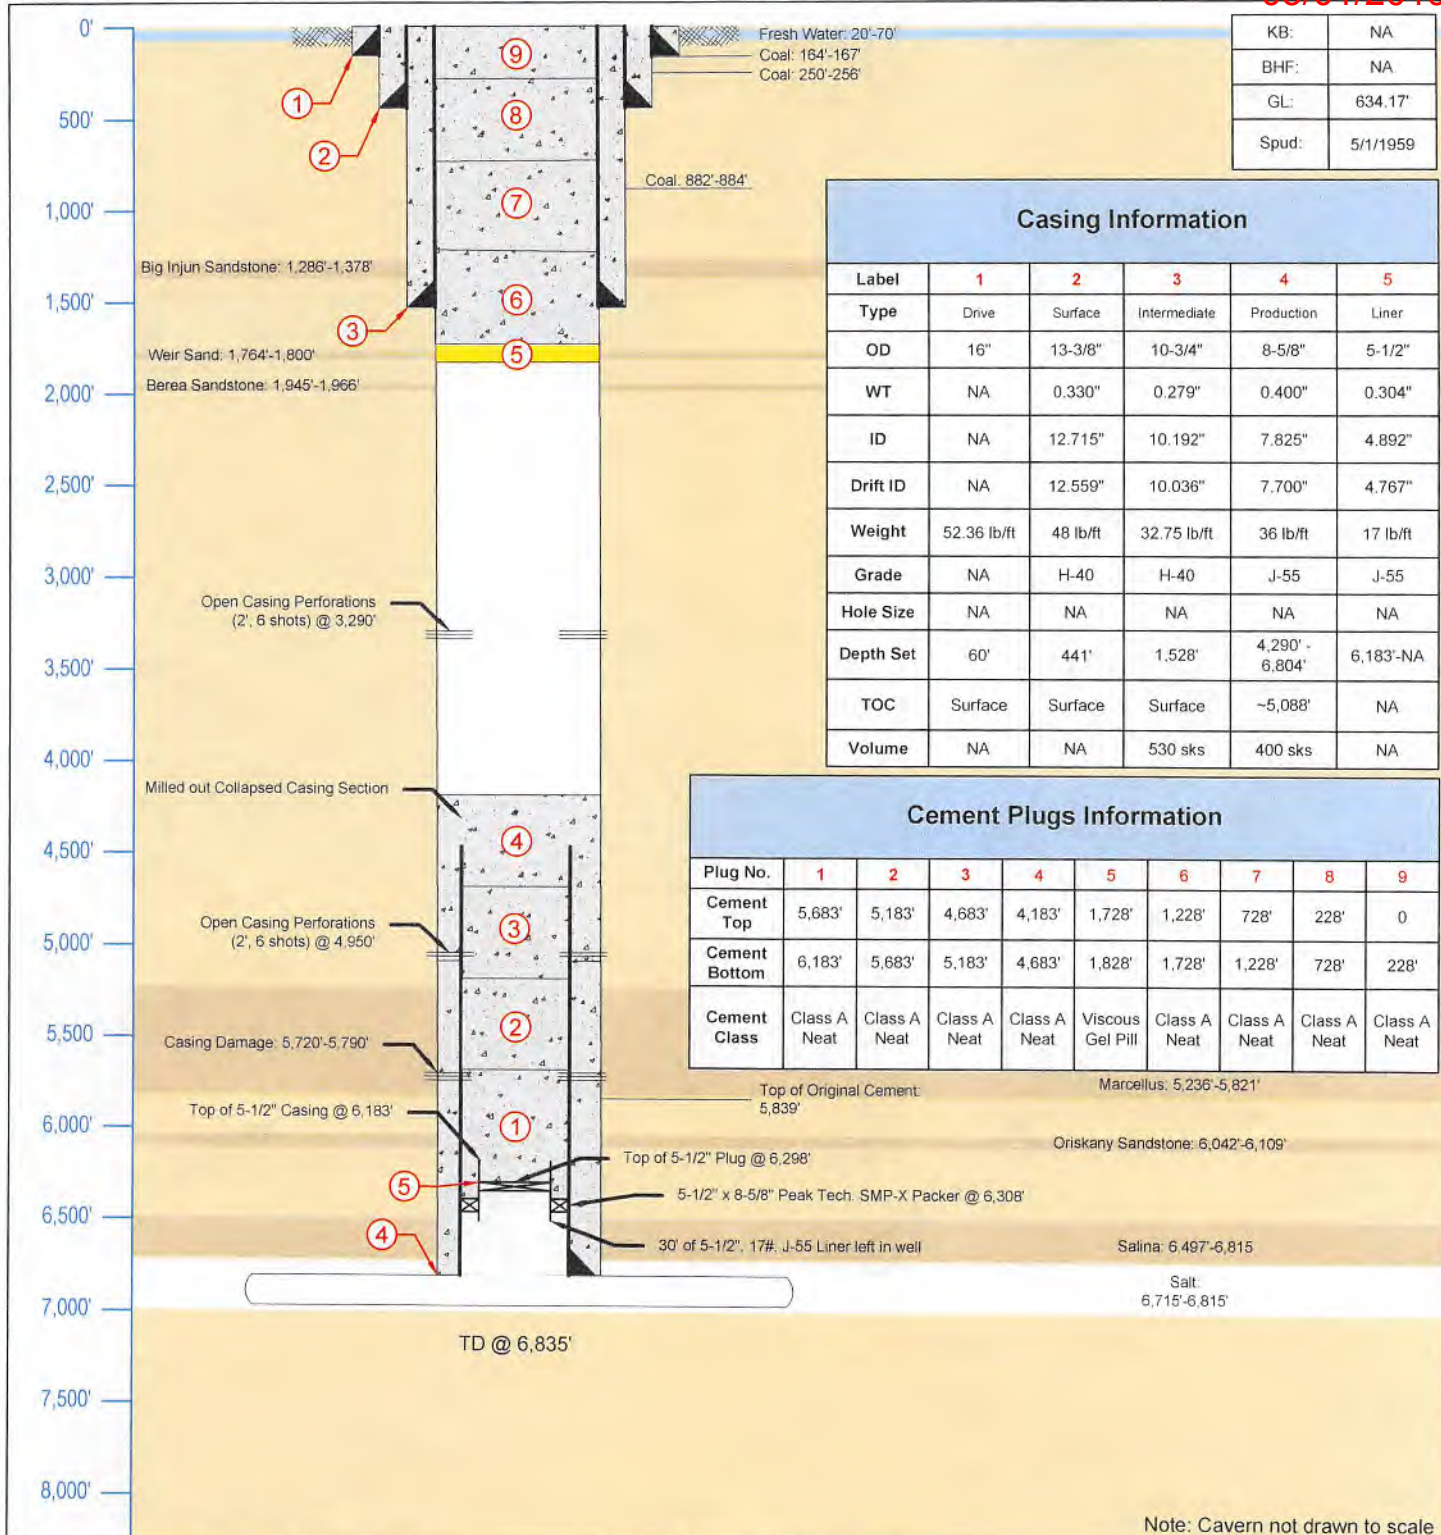 0'
500'
1,000'
1,500'
2,000'
2,500'
3,000'
3,500'
4,000'
4,500'
5,000'
5,500
6,000'
6,500'
7,000'
7,500'
8,000'
9
8
7
6
5
4
3
2
1
1
2
3
5
4
Fresh Water: 20'-70'
Coal: 164'-167'
Coal: 250'-256'
Coal: 882'-884'
Big Injun Sandstone: 1,286'-1,378'
Weir Sand: 1,764'-1,800'
Berea Sandstone: 1,945'-1,966'
Open Casing Perforations
(2', 6 shots) @ 3,290'
Milled out Collapsed Casing Section
Open Casing Perforations
(2', 6 shots) @ 4,950'
Casing Damage: 5,720'-5,790'
Top of 5-1/2" Casing @ 6,183'
Top of Original Cement:
5,839'
Marcellus: 5,236'-5,821'
Oriskany Sandstone: 6,042'-6,109'
Top of 5-1/2" Plug @ 6,298'
5-1/2" x 8-5/8" Peak Tech. SMP-X Packer @ 6,308'
30' of 5-1/2", 17#, J-55 Liner left in well
Salina: 6,497'-6,815
Salt:
6,715'-6,815'
TD @ 6,835'
KB: NA
BHF: NA
GL: 634.17'
Spud: 5/1/1959
Casing Information
Label 1 2 3 4 5
Type Drive Surface Intermediate Production Liner
OD 16" 13-3/8" 10-3/4" 8-5/8" 5-1/2"
WT NA 0.330" 0.279" 0.400" 0.304"
ID NA 12.715" 10.192" 7.825" 4.892"
Drift ID NA 12.559" 10.036" 7.700" 4.767"
Weight 52.36 lb/ft 48 lb/ft 32.75 lb/ft 36 lb/ft 17 lb/ft
Grade NA H-40 H-40 J-55 J-55
Hole Size NA NA NA NA NA
Depth Set 60' 441' 1,528' 4,290' - 6,804' 6,183'-NA
TOC Surface Surface Surface ~5,088' NA
Volume NA NA 530 sks 400 sks NA
Cement Plugs Information
Plug No. 1 2 3 4 5 6 7 8 9
Cement Top 5,683' 5,183' 4,683' 4,183' 1,728' 1,228' 728' 228' 0
Cement Bottom 6,183' 5,683' 5,183' 4,683' 1,828' 1,728' 1,228' 728' 228'
Cement Class Class A Neat Class A Neat Class A Neat Class A Neat Viscous Gel Pill Class A Neat Class A Neat Class A Neat Class A Neat
Note: Cavern not drawn to scale